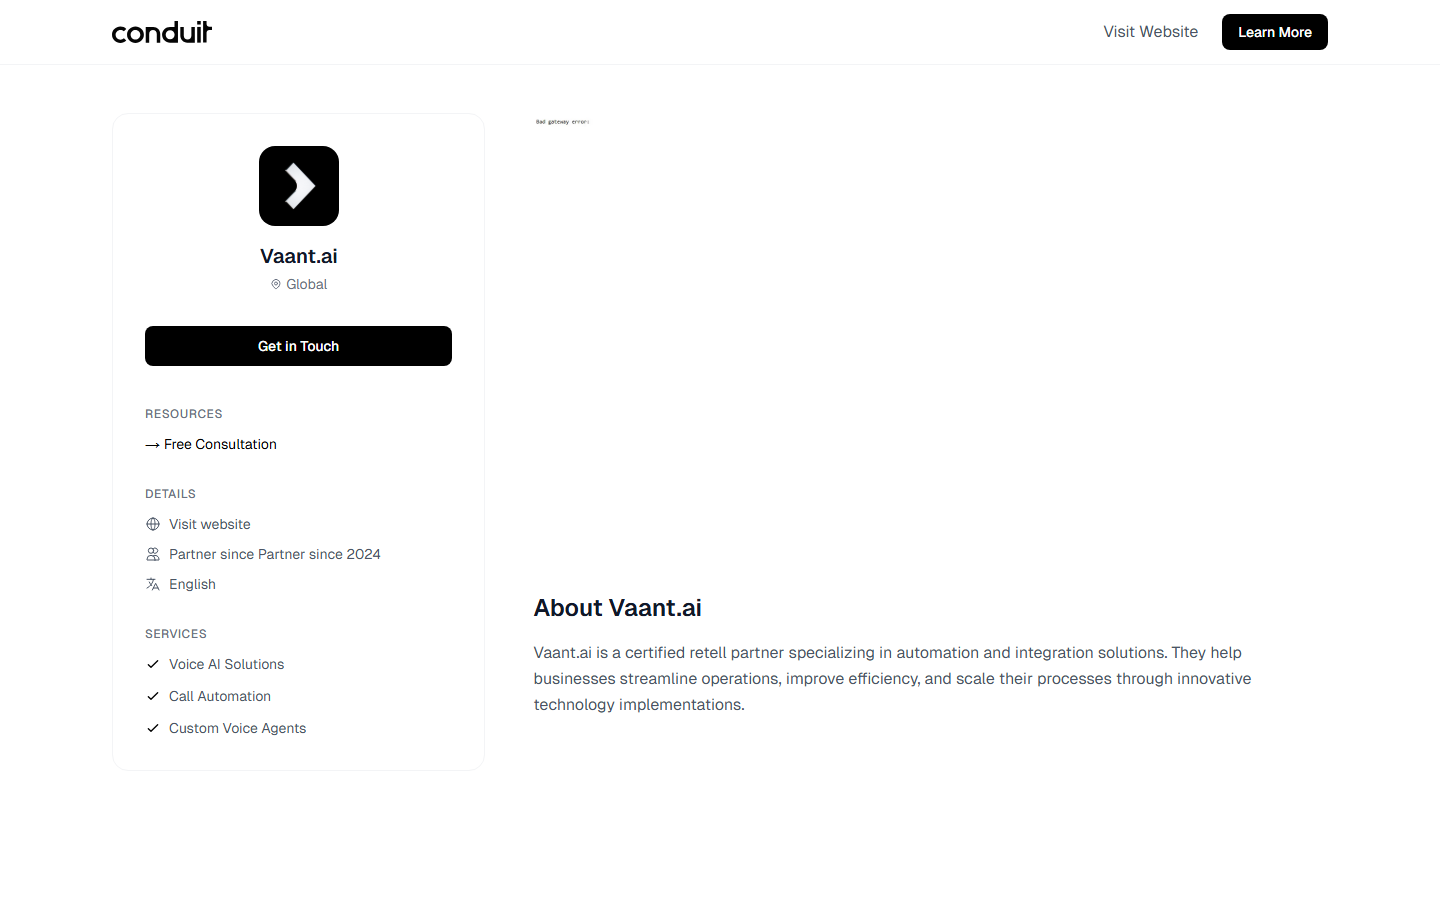 conduit
Visit Website
Learn More
Vaant.ai
Global
Get in Touch
RESOURCES
→ Free Consultation
DETAILS
Visit website
Partner since Partner since 2024
English
SERVICES
Voice AI Solutions
Call Automation
Custom Voice Agents
Bad gateway error:
About Vaant.ai
Vaant.ai is a certified retell partner specializing in automation and integration solutions. They help
businesses streamline operations, improve efficiency, and scale their processes through innovative
technology implementations.